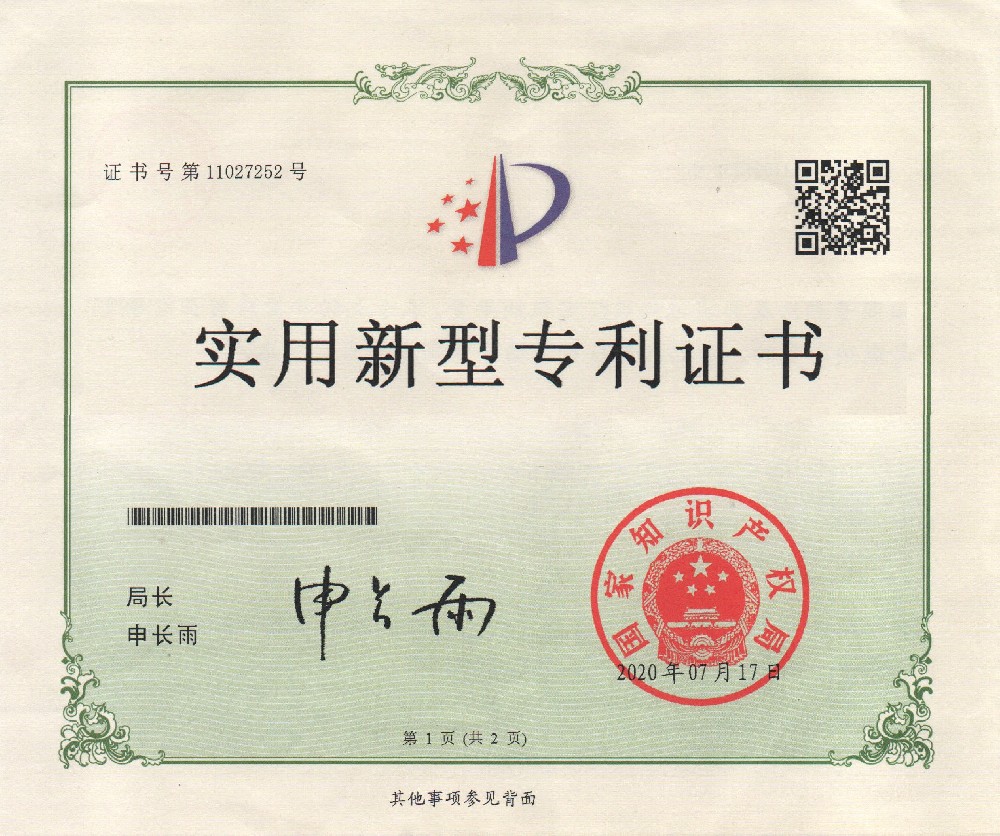 证书号第11027252号
实用新型专利证书
局长
申长雨
申长雨
国家知识产权局
2020年07月17日
第 1 页 (共 2 页)
其他事项参见背面